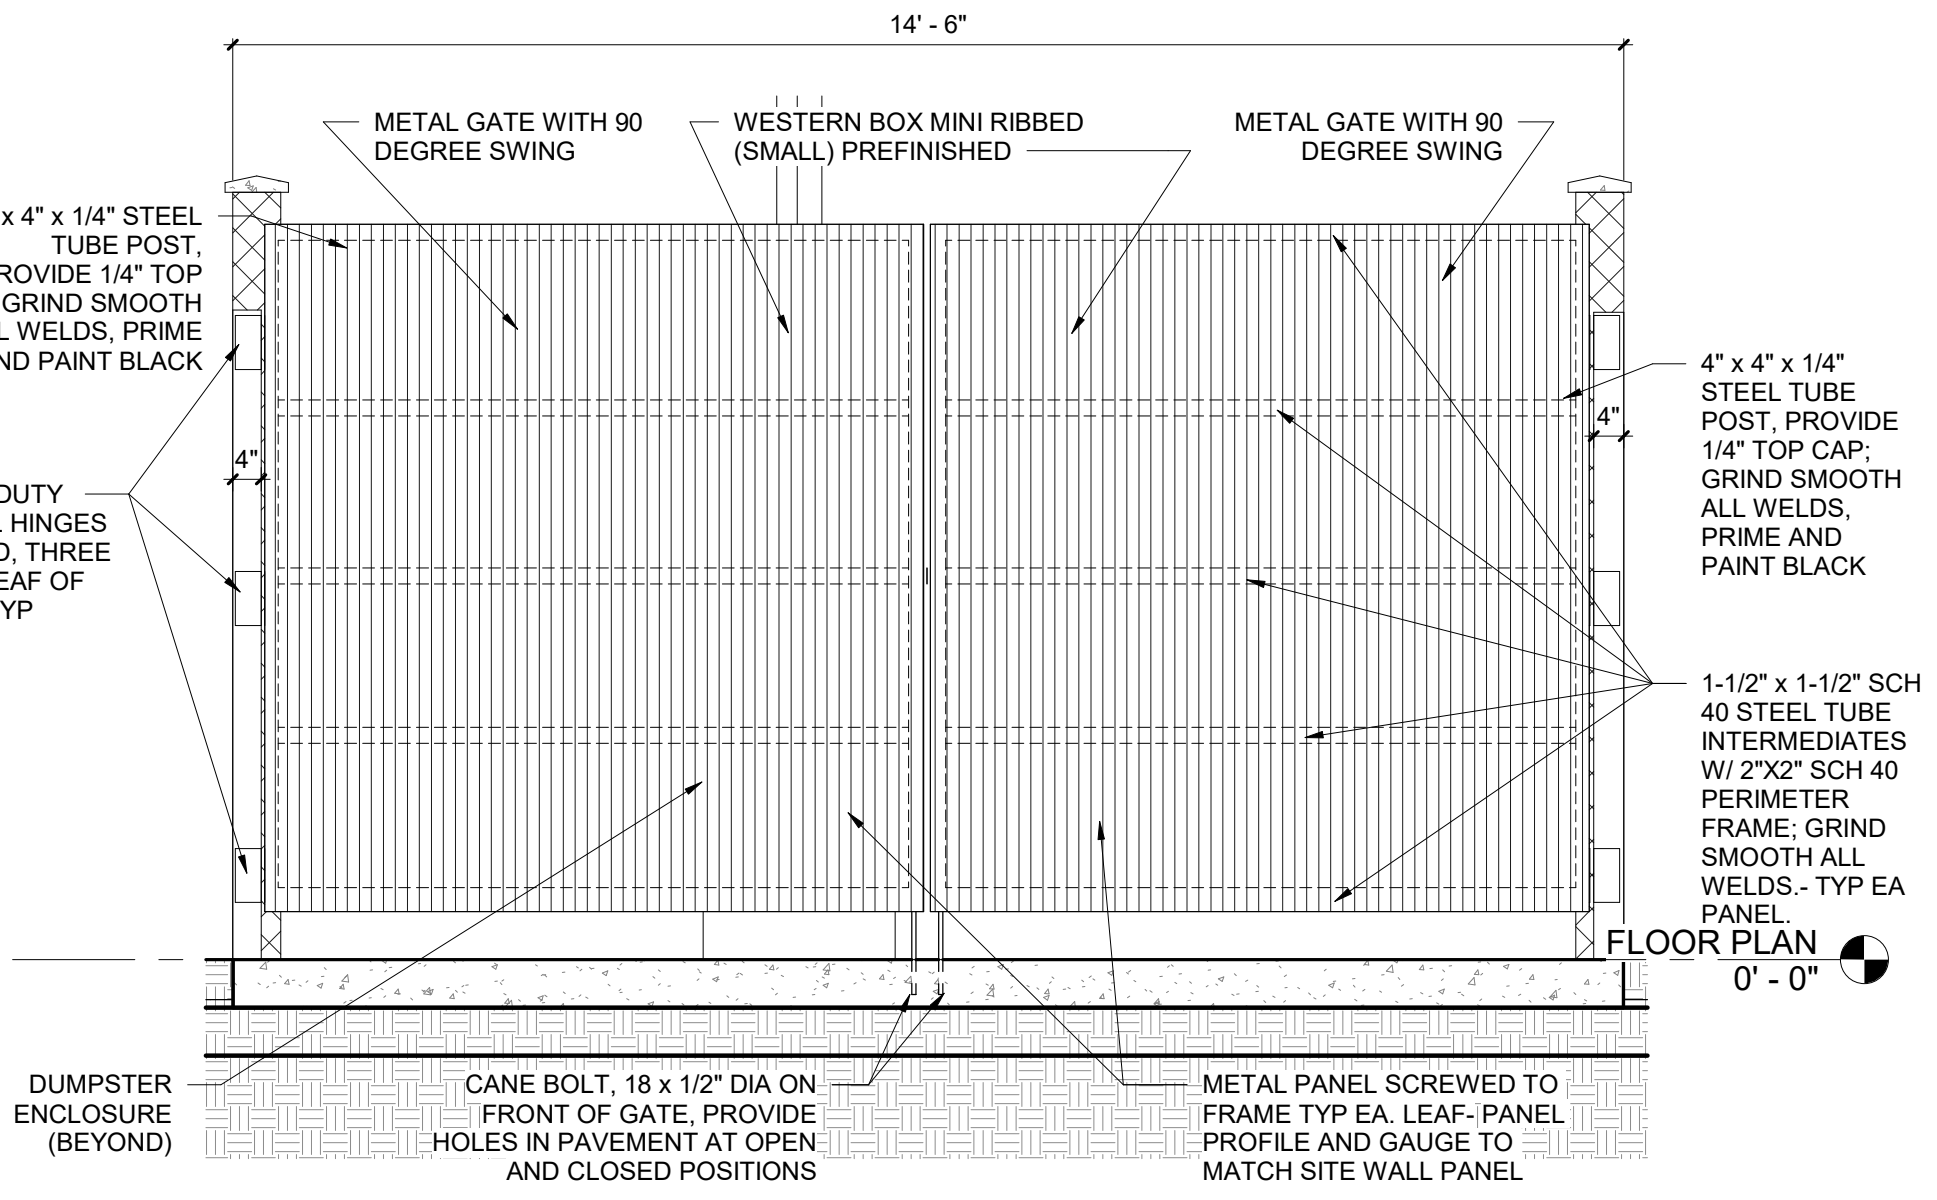 14' - 6"
METAL GATE WITH 90
DEGREE SWING
WESTERN BOX MINI RIBBED
(SMALL) PREFINISHED
METAL GATE WITH 90
DEGREE SWING
x 4" x 1/4" STEEL
TUBE POST,
ROVIDE 1/4" TOP
GRIND SMOOTH
L WELDS, PRIME
ND PAINT BLACK
4"
DUTY
HINGES
D, THREE
EAF OF
YP
4" x 4" x 1/4"
STEEL TUBE
POST, PROVIDE
1/4" TOP CAP;
GRIND SMOOTH
ALL WELDS,
PRIME AND
PAINT BLACK
4"
1-1/2" x 1-1/2" SCH
40 STEEL TUBE
INTERMEDIATES
W/ 2"X2" SCH 40
PERIMETER
FRAME; GRIND
SMOOTH ALL
WELDS.- TYP EA
PANEL.
FLOOR PLAN
0' - 0"
DUMPSTER
ENCLOSURE
(BEYOND)
CANE BOLT, 18 x 1/2" DIA ON
FRONT OF GATE, PROVIDE
HOLES IN PAVEMENT AT OPEN
AND CLOSED POSITIONS
METAL PANEL SCREWED TO
FRAME TYP EA. LEAF- PANEL
PROFILE AND GAUGE TO
MATCH SITE WALL PANEL